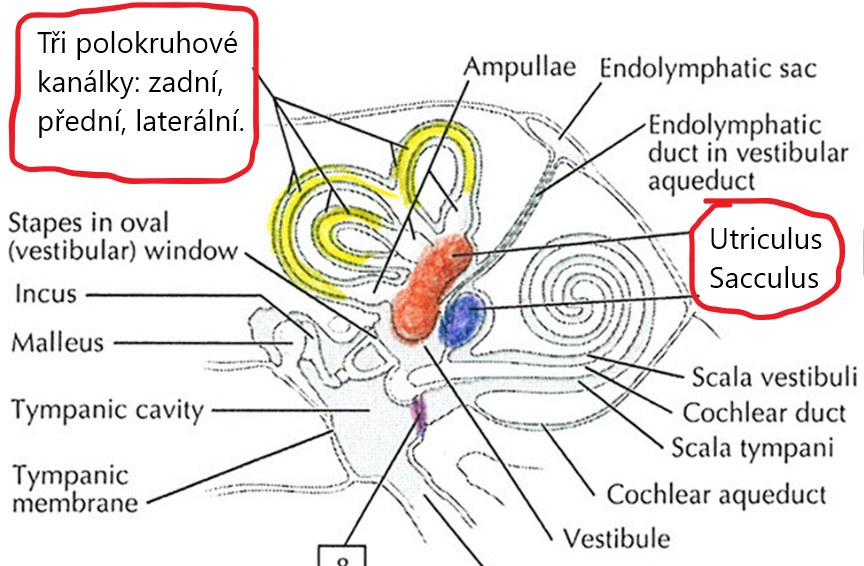 Tři polokruhové
kanálky: zadní,
přední, laterální.
Ampullae
Endolymphatic sac
Endolymphatic
duct in vestibular
aqueduct
Utriculus
Sacculus
Stapes in oval
(vestibular) window
Incus
Malleus
Tympanic cavity
Tympanic
membrane
Scala vestibuli
Cochlear duct
Scala tympani
Cochlear aqueduct
Vestibule
8